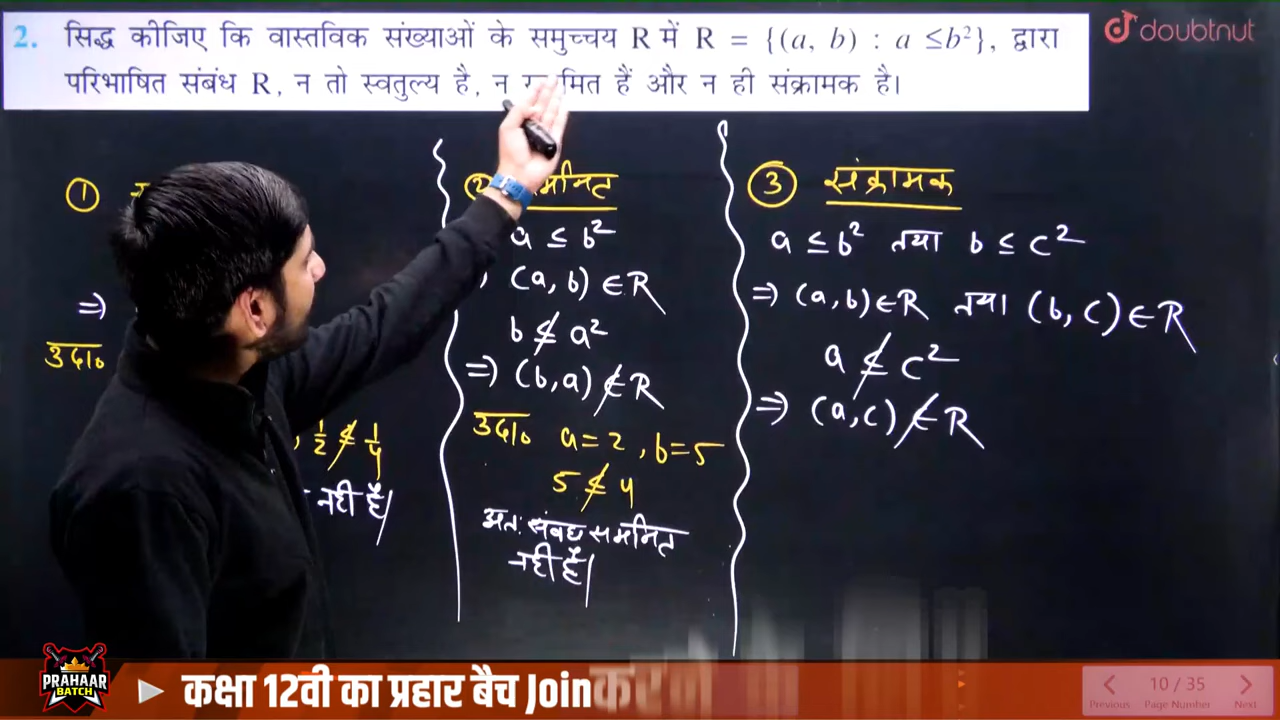 2. सिद्ध कीजिए कि वास्तविक संख्याओं के समुच्चय R में R = {(a, b) : a ≤b²}, द्वारा
परिभाषित संबंध R, न तो स्वतुल्य है, न हैं और न ही संक्रामक है।
doubtnut
①
⇒
उदा०
, 1/2 ≰ 1/4
नही है|
②
a ≤ b²
(a, b) ∈ R
b ≰ a²
⇒ (b, a) ∉ R
उदा० a = 2 , b = 5
5 ≰ 4
अतः संबंध सममित
नही है|
③ संक्रामक
a ≤ b² तथा b ≤ c²
⇒ (a, b) ∈ R तथा (b, c) ∈ R
a ≰ c²
⇒ (a, c) ∉ R
PRAHAAR
BATCH
कक्षा 12वी का प्रहार बैच Join
10 / 35
Previous Page Number Next